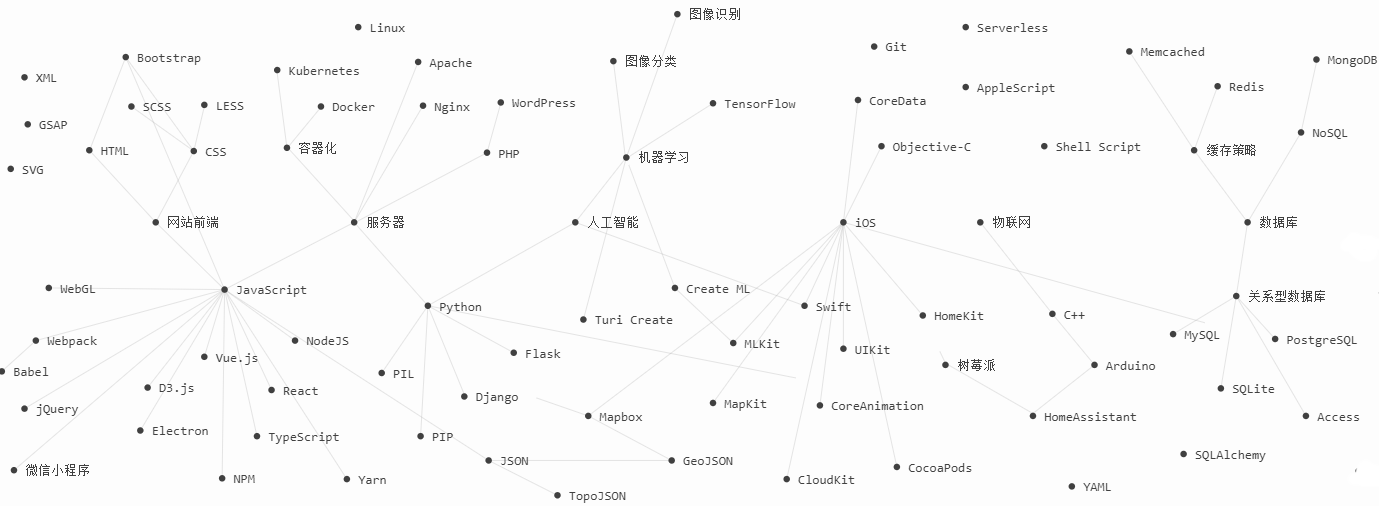 图像识别
Linux
Serverless
Git
Memcached
Bootstrap
MongoDB
图像分类
Apache
Kubernetes
XML
Redis
AppleScript
CoreData
WordPress
TensorFlow
SCSS
LESS
Docker
Nginx
GSAP
NoSQL
Objective-C
Shell Script
容器化
HTML
CSS
缓存策略
PHP
机器学习
SVG
网站前端
服务器
人工智能
iOS
物联网
数据库
WebGL
JavaScript
Create ML
关系型数据库
Python
Swift
C++
HomeKit
Turi Create
MySQL
PostgreSQL
Webpack
NodeJS
MLKit
UIKit
Flask
Vue.js
树莓派
Arduino
Babel
PIL
D3.js
SQLite
React
Django
MapKit
CoreAnimation
jQuery
Mapbox
HomeAssistant
Access
Electron
TypeScript
PIP
SQLAlchemy
JSON
GeoJSON
CocoaPods
微信小程序
NPM
Yarn
CloudKit
YAML
TopoJSON